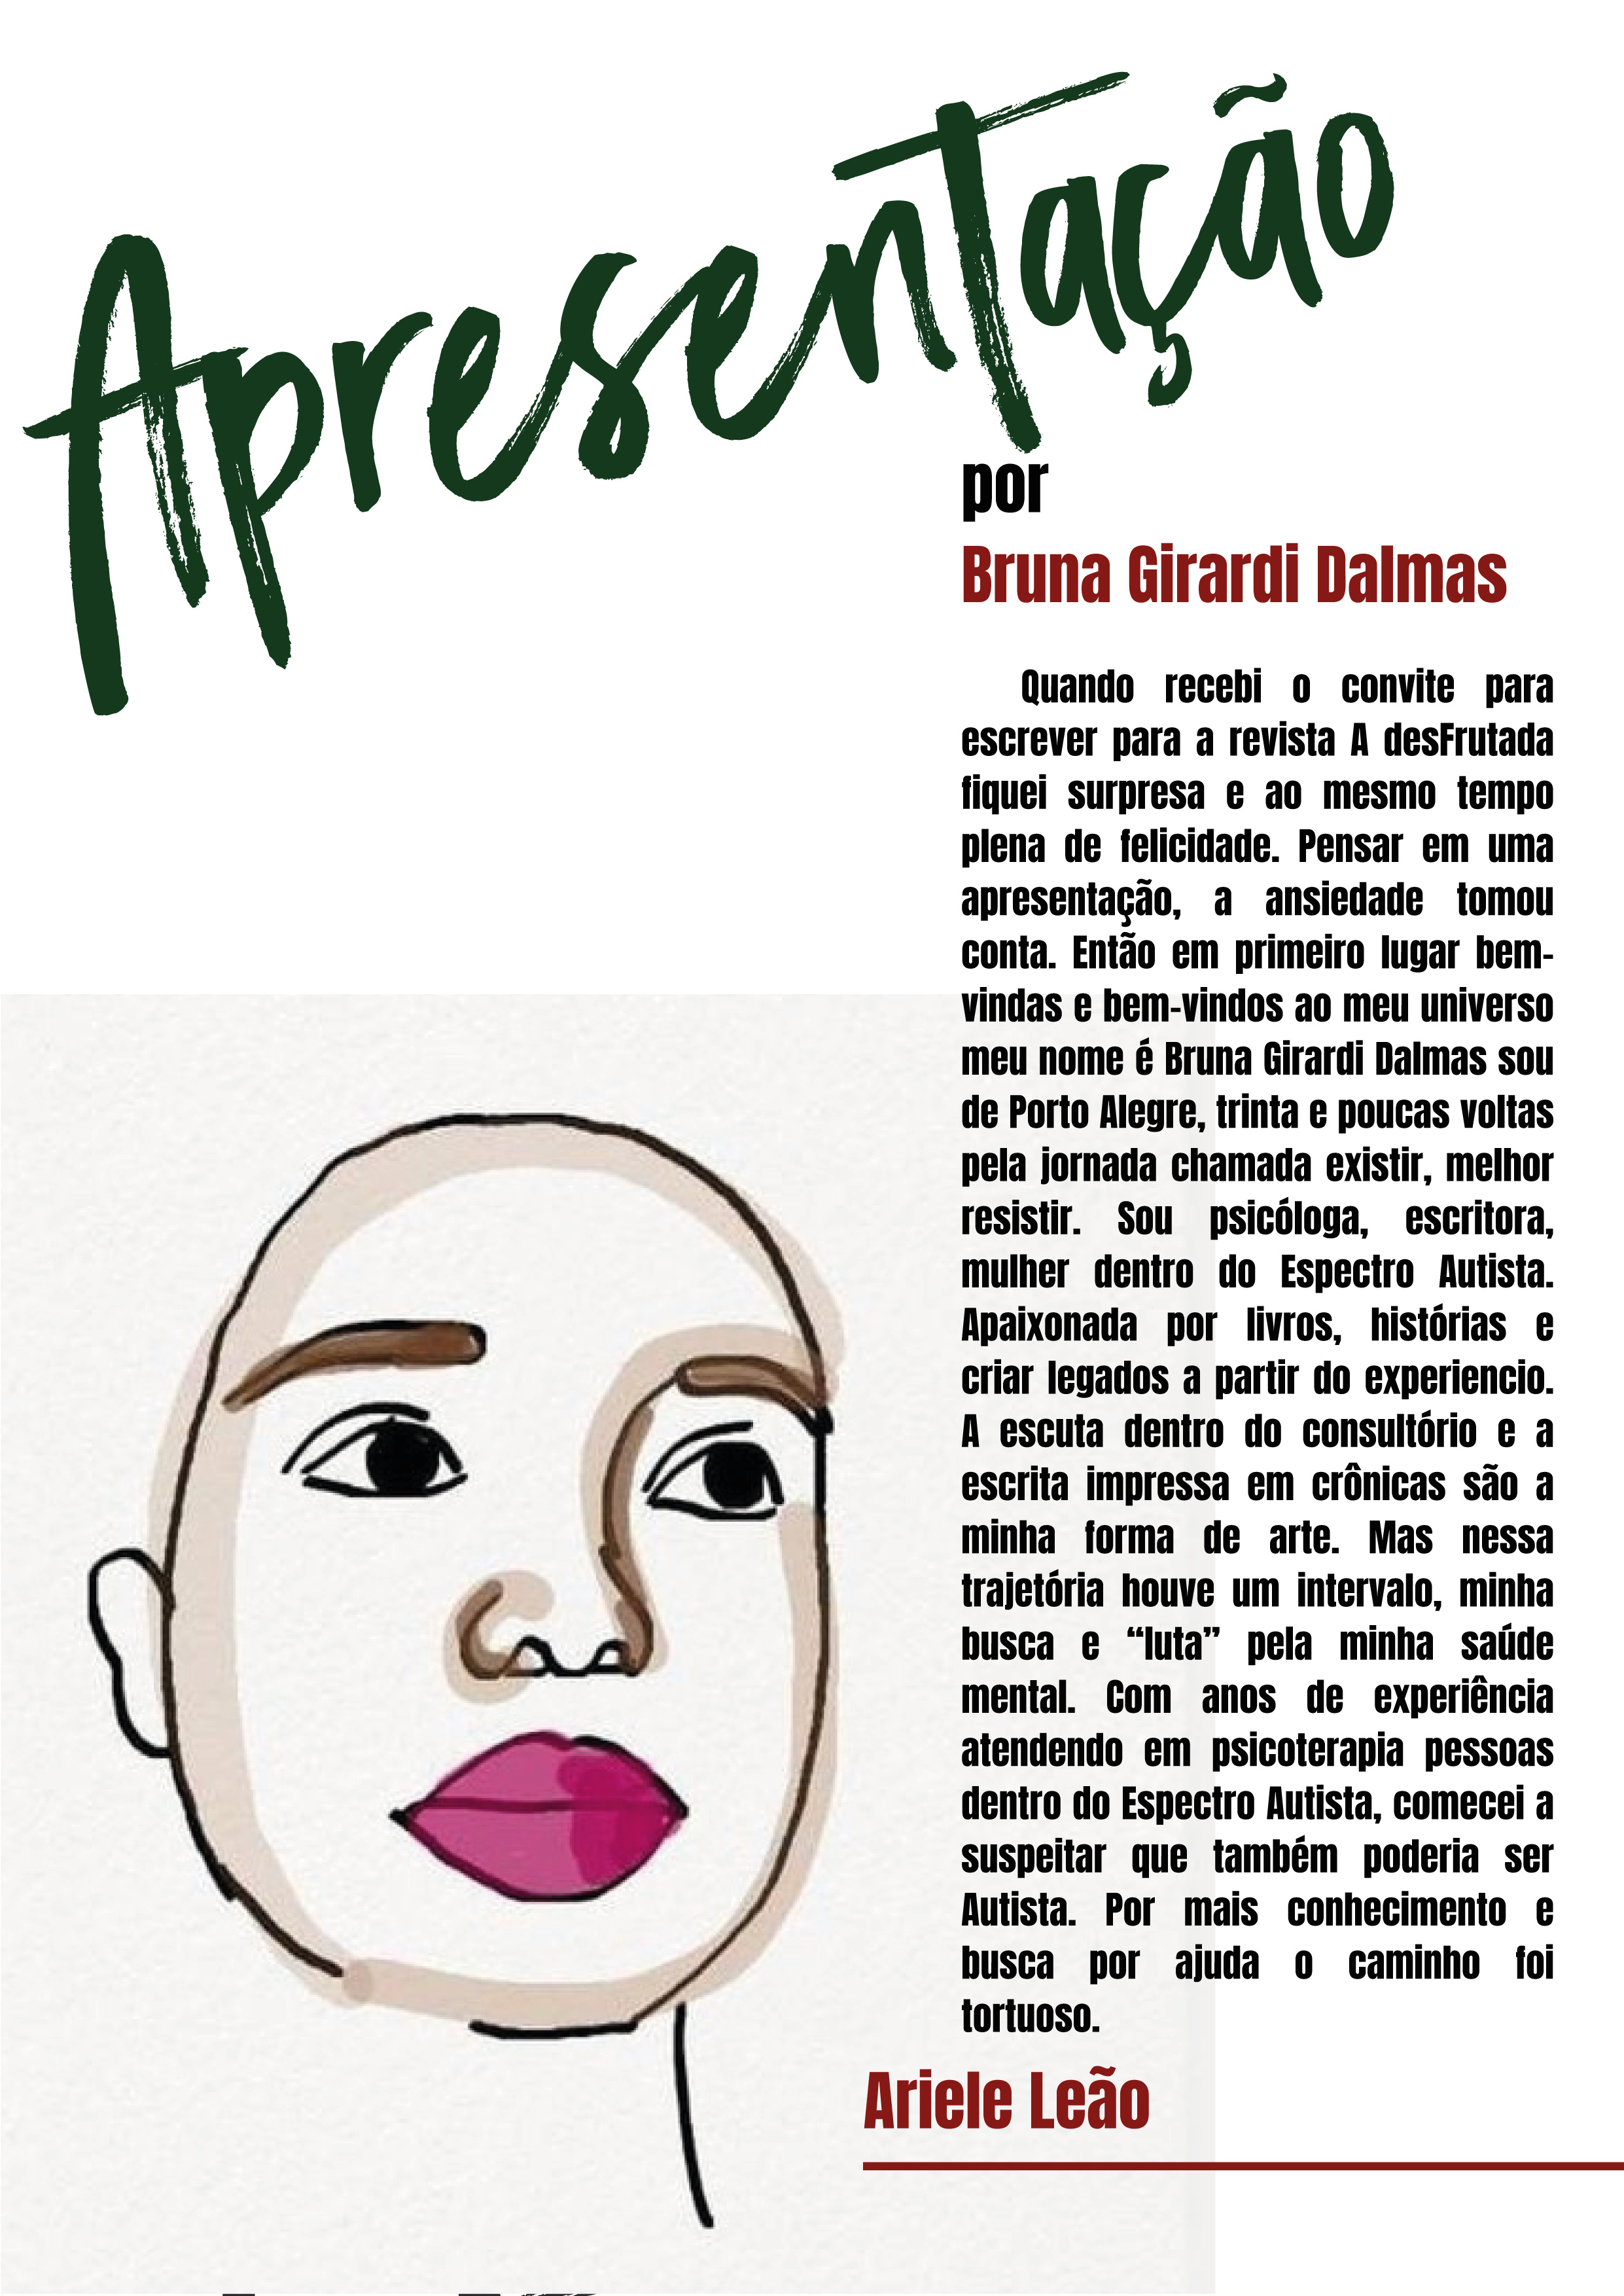 Apresentação
por
Bruna Girardi Dalmas
Quando recebi o convite para
escrever para a revista A desFrutada
fiquei surpresa e ao mesmo tempo
plena de felicidade. Pensar em uma
apresentação, a ansiedade tomou
conta. Então em primeiro lugar bem-
vindas e bem-vindos ao meu universo
meu nome é Bruna Girardi Dalmas sou
de Porto Alegre, trinta e poucas voltas
pela jornada chamada existir, melhor
resistir. Sou psicóloga, escritora,
mulher dentro do Espectro Autista.
Apaixonada por livros, histórias e
criar legados a partir do experiencio.
A escuta dentro do consultório e a
escrita impressa em crônicas são a
minha forma de arte. Mas nessa
trajetória houve um intervalo, minha
busca e “luta” pela minha saúde
mental. Com anos de experiência
atendendo em psicoterapia pessoas
dentro do Espectro Autista, comecei a
suspeitar que também poderia ser
Autista. Por mais conhecimento e
busca por ajuda o caminho foi
tortuoso.
Ariele Leão